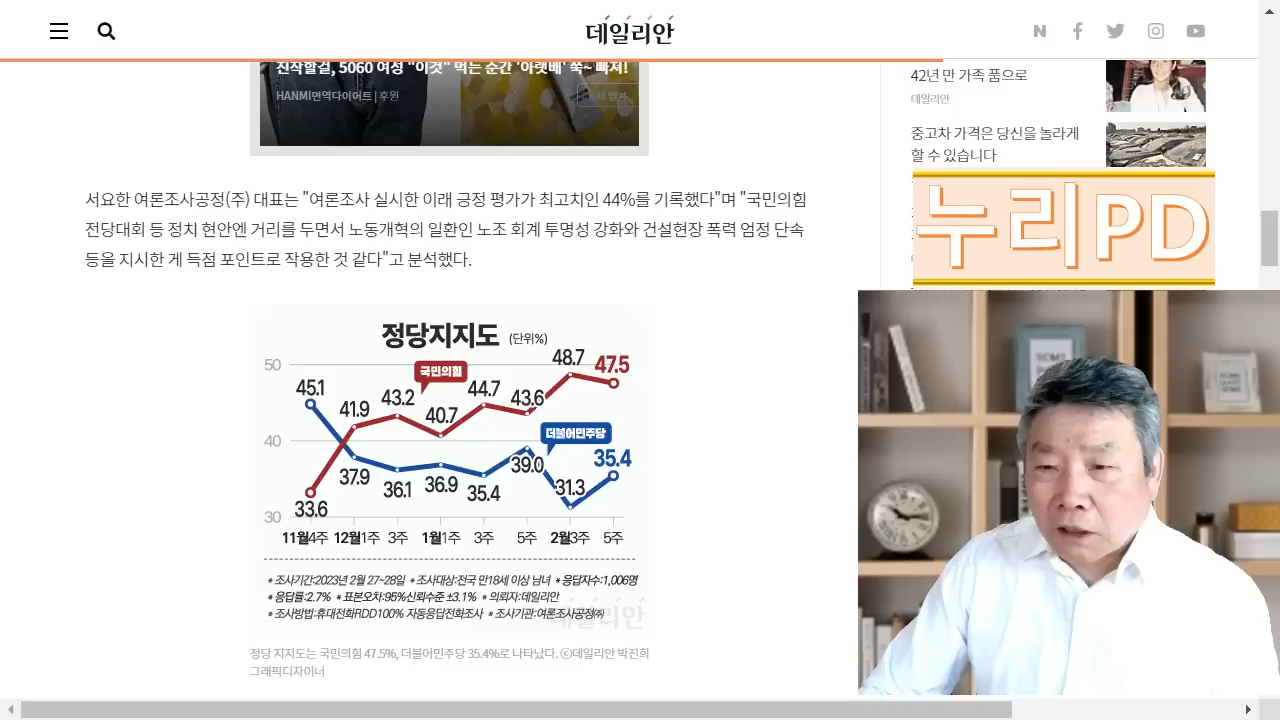 데일리안
진작할걸, 5060 여성 "이것" 먹는 순간 '아랫배' 쑥~ 빠져!
HANMI면역다이어트 | 후원
더 알기
42년 만 가족 품으로
데일리안
중고차 가격은 당신을 놀라게
할 수 있습니다
서요한 여론조사공정(주) 대표는 "여론조사 실시한 이래 긍정 평가가 최고치인 44%를 기록했다"며 "국민의힘
전당대회 등 정치 현안엔 거리를 두면서 노동개혁의 일환인 노조 회계 투명성 강화와 건설현장 폭력 엄정 단속
등을 지시한 게 득점 포인트로 작용한 것 같다"고 분석했다.
누리PD
정당지지도 (단위%)
50
40
30
국민의힘
33.6 41.9 43.2 40.7 44.7 43.6 48.7 47.5
더불어민주당
45.1 37.9 36.1 36.9 35.4 39.0 31.3 35.4
11월4주 12월1주 3주 1월1주 3주 5주 2월3주 5주
* 조사기간:2023년 2월 27~28일 * 조사대상:전국 만18세 이상 남녀 * 응답자수:1,006명
* 응답률:2.7% * 표본오차:95%신뢰수준 ±3.1% * 의뢰자:데일리안
* 조사방법:휴대전화RDD100% 자동응답전화조사 * 조사기관:여론조사공정㈜
데일리안
정당 지지도는 국민의힘 47.5%, 더불어민주당 35.4%로 나타났다. ⓒ데일리안 박진희
그래픽디자이너